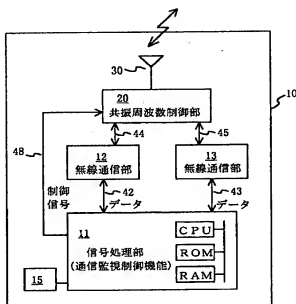 30
10
20
共振周波数制御部
44
45
48
12
無線通信部
13
無線通信部
制御
信号
42
データ
43
データ
11
信号処理部
(通信監視制御機能)
CPU
ROM
RAM
15